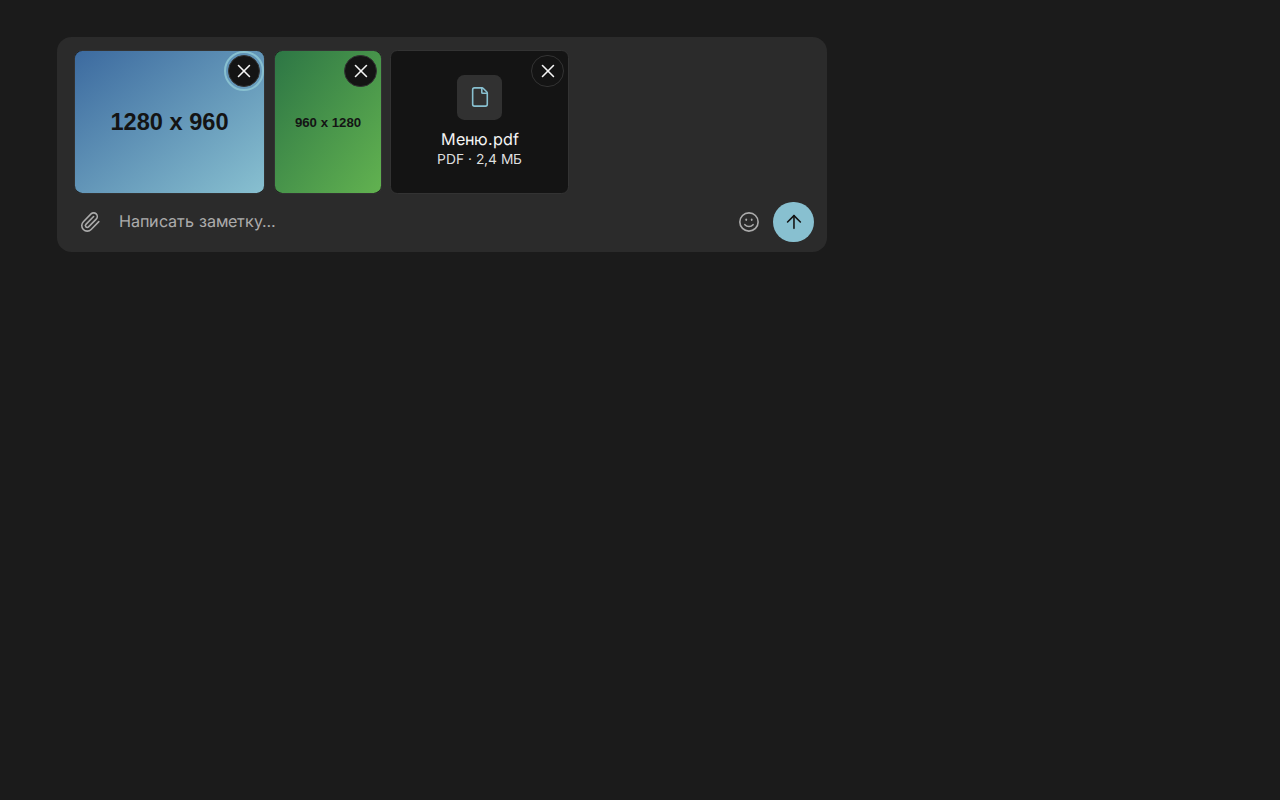 1280 x 960
960 x 1280
Меню.pdf
PDF · 2,4 МБ
Написать заметку...